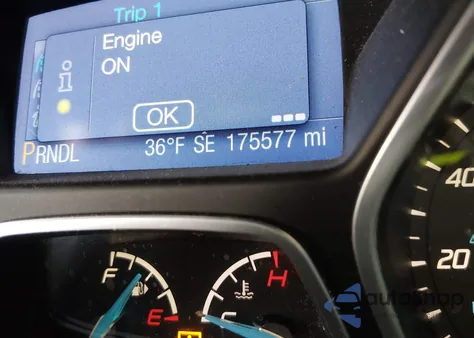 Trip 1
Engine
ON
i
OK
PRNDL 36°F SE 175577 mi
F E C H
40
20
autoshop